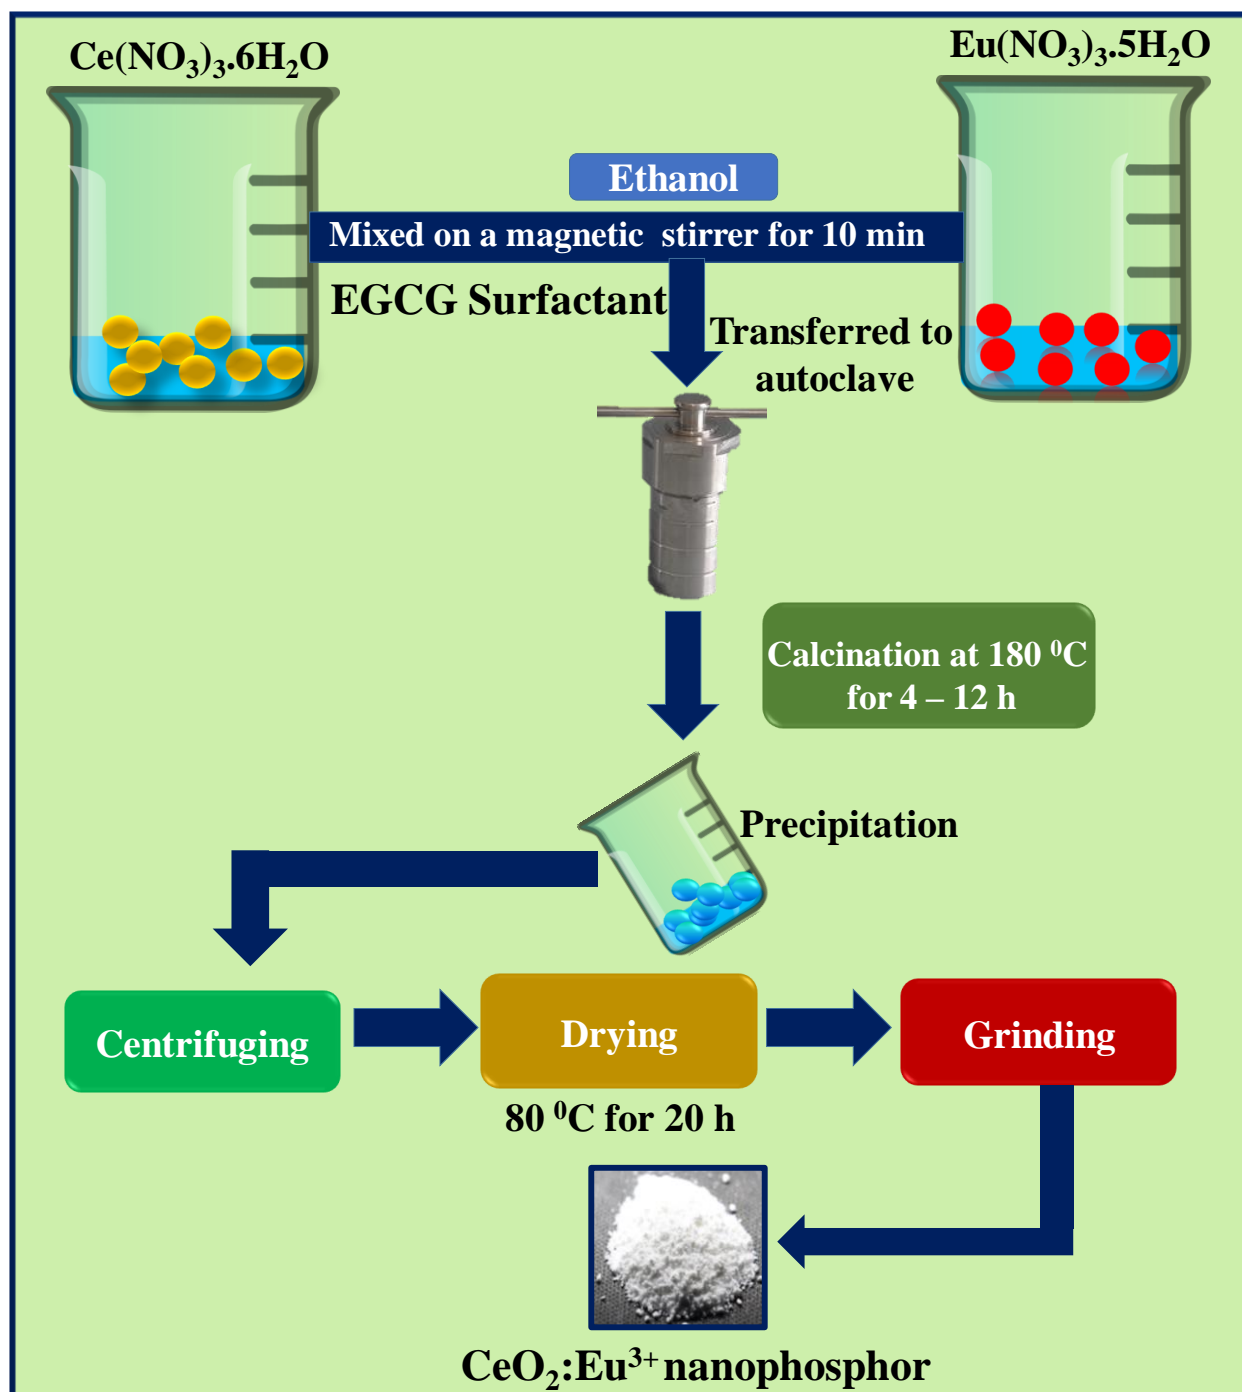 Ce(NO₃)₃.6H₂O
Eu(NO₃)₃.5H₂O
Ethanol
Mixed on a magnetic stirrer for 10 min
EGCG Surfactant
Transferred to
autoclave
Calcination at 180 ⁰C
for 4 – 12 h
Precipitation
Centrifuging
Drying
Grinding
80 ⁰C for 20 h
CeO₂:Eu³⁺ nanophosphor